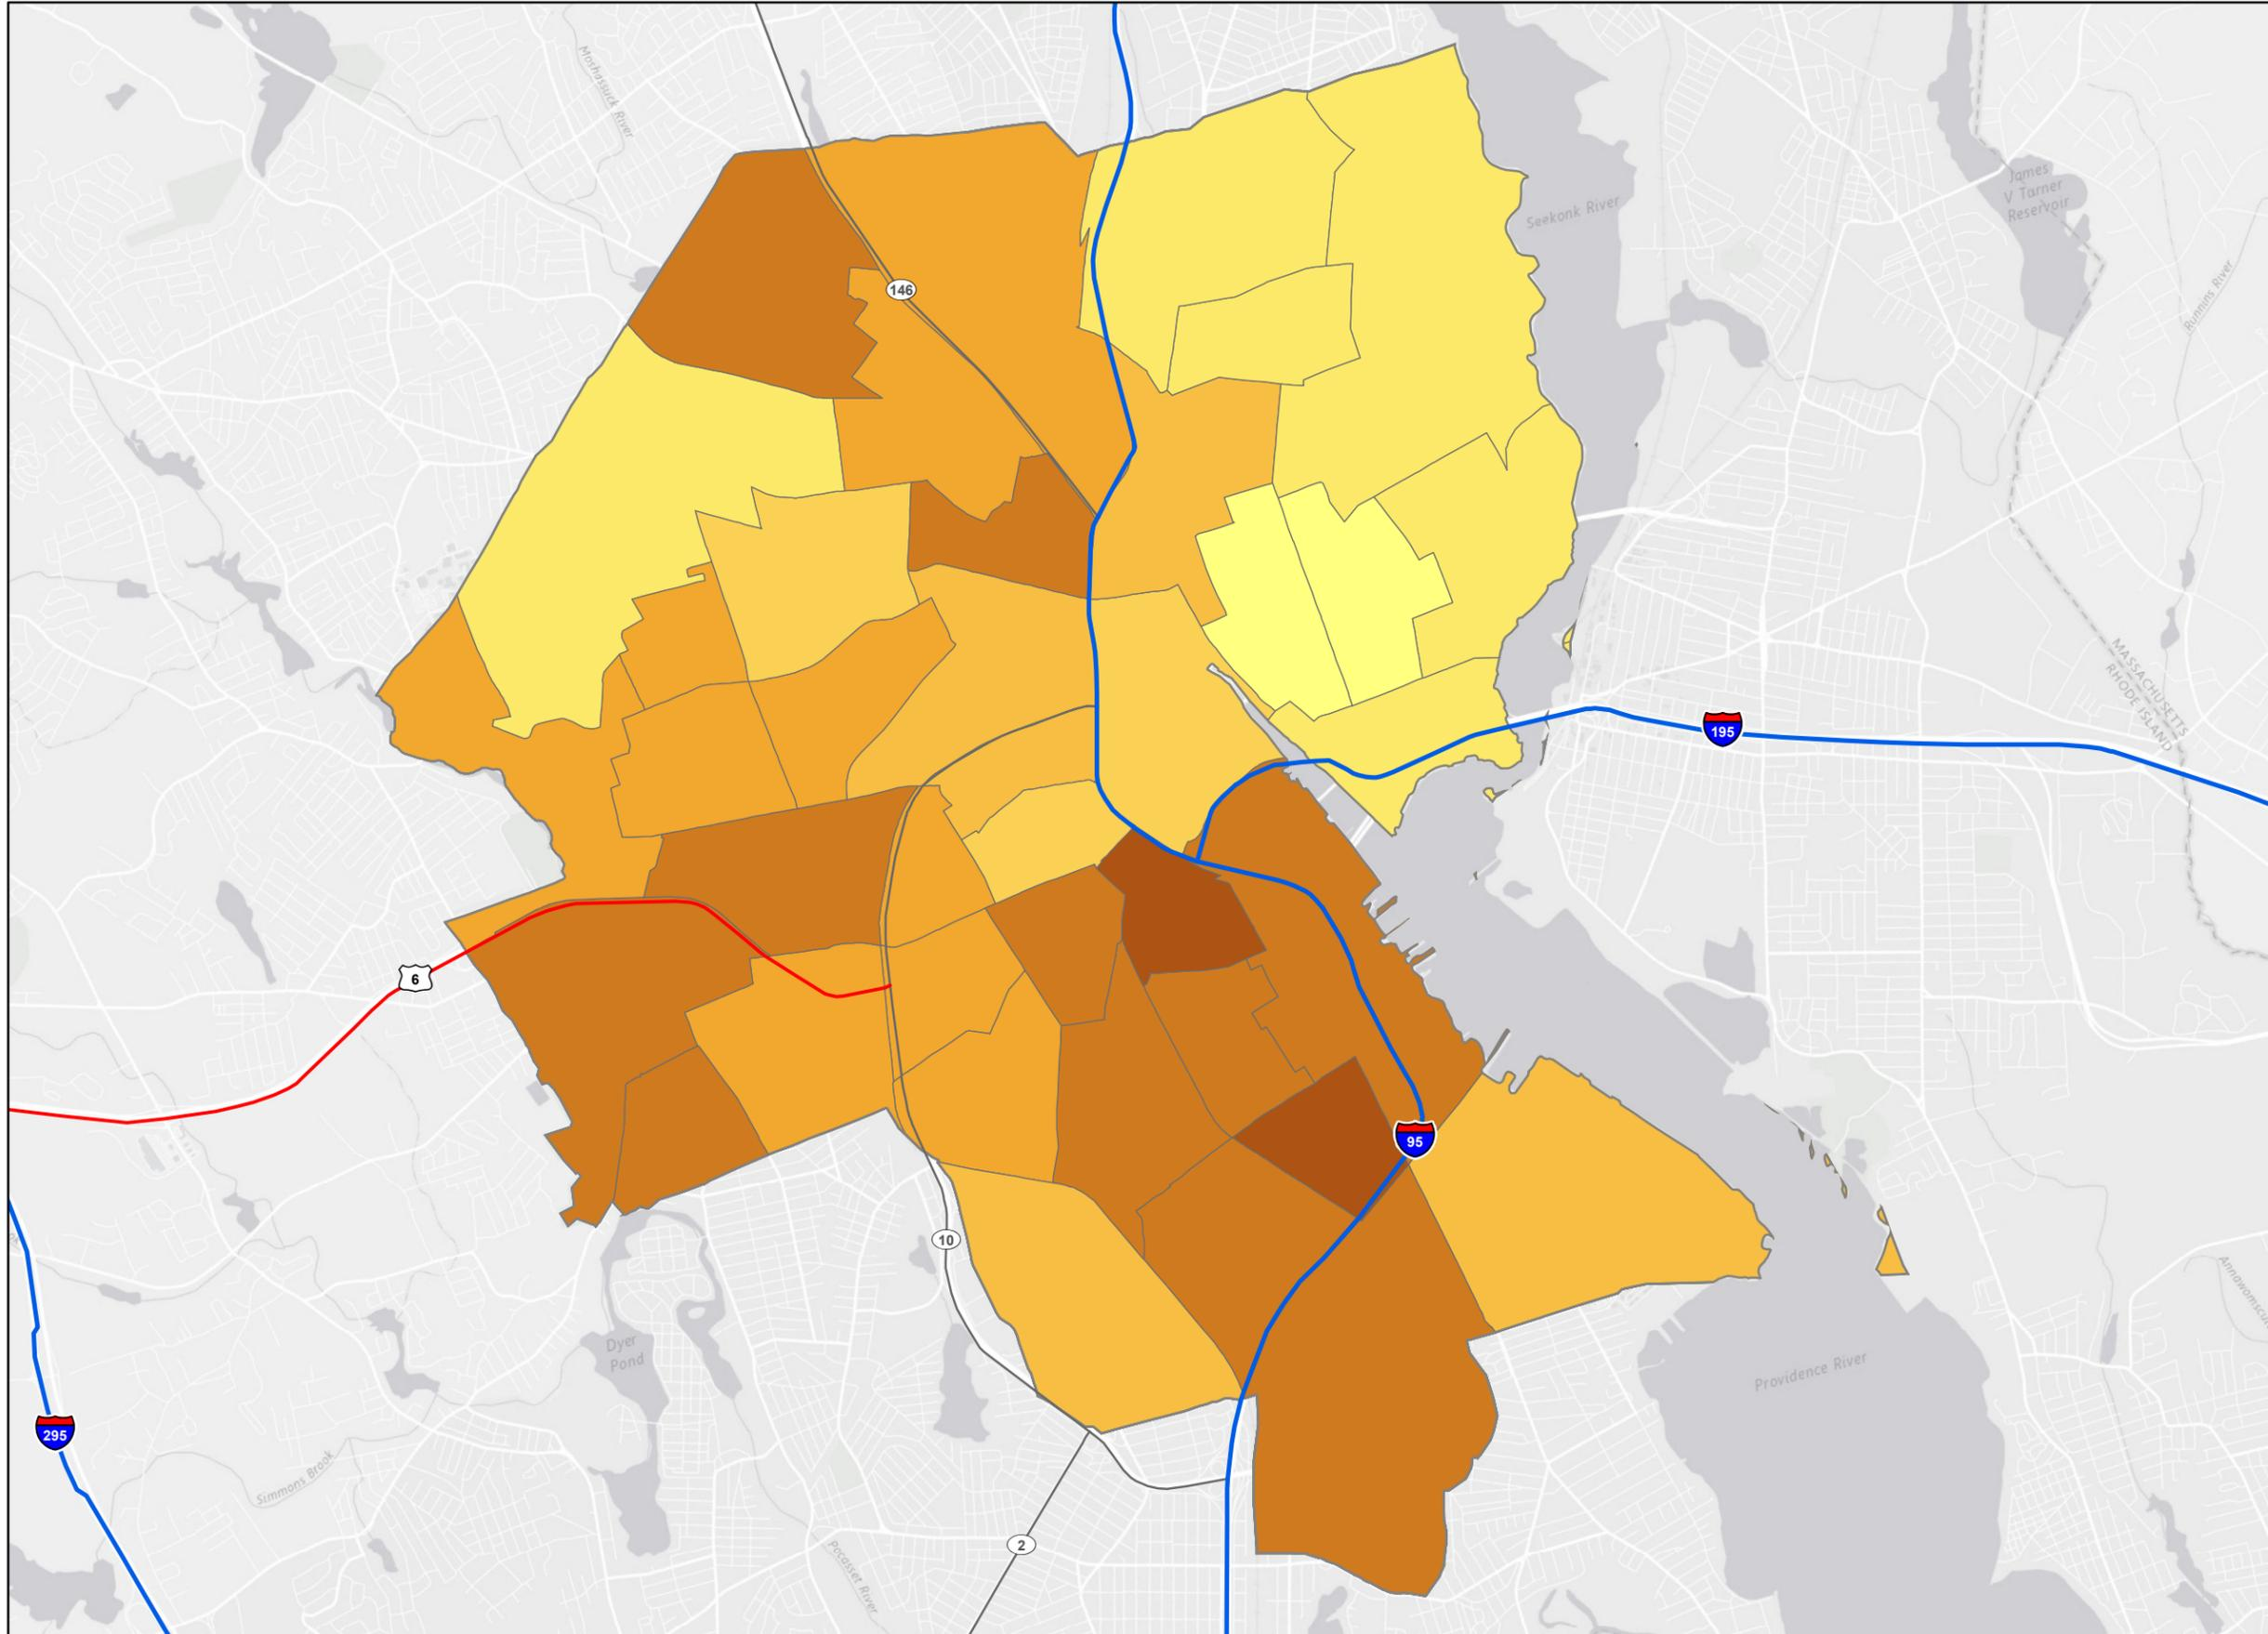 Moshassuck River
James
V Tarner
Reservoir
Seekonk River
146
Runnins River
MASSACHUSETTS
RHODE ISLAND
195
6
95
10
Dyer
Pond
Providence River
295
Simmons Brook
2
Pocasset River